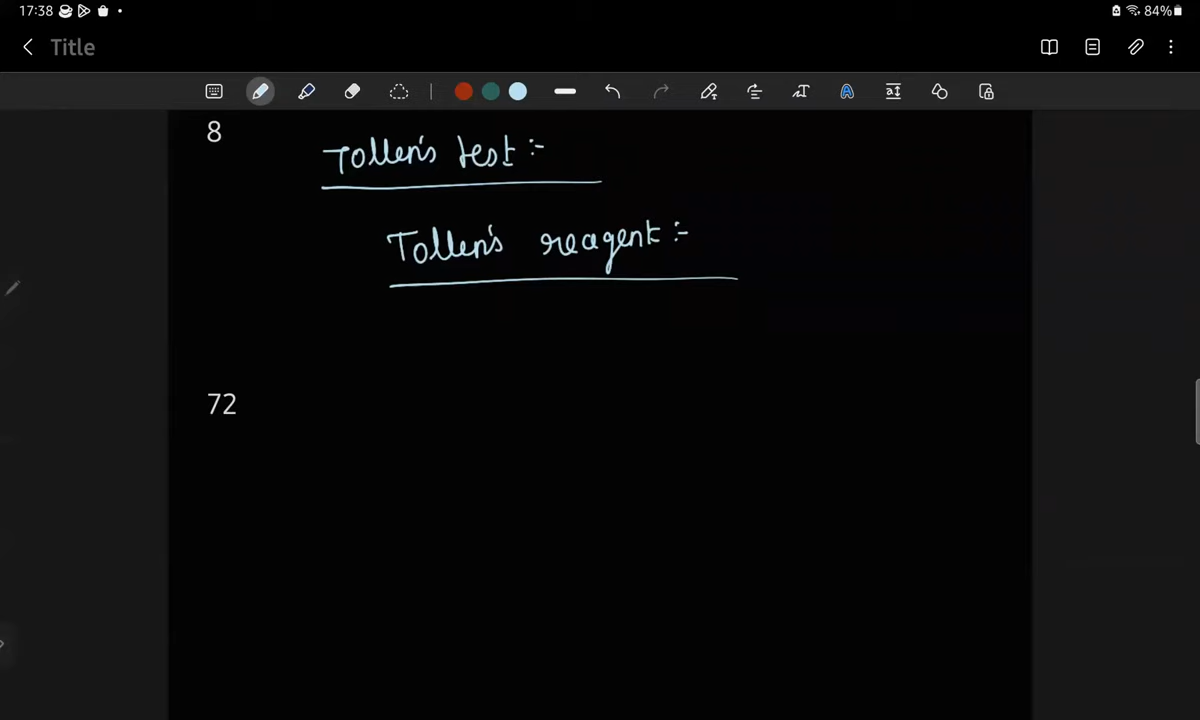 17:38 84%
Title
8
Tollen's test :-
Tollen's reagent :-
72